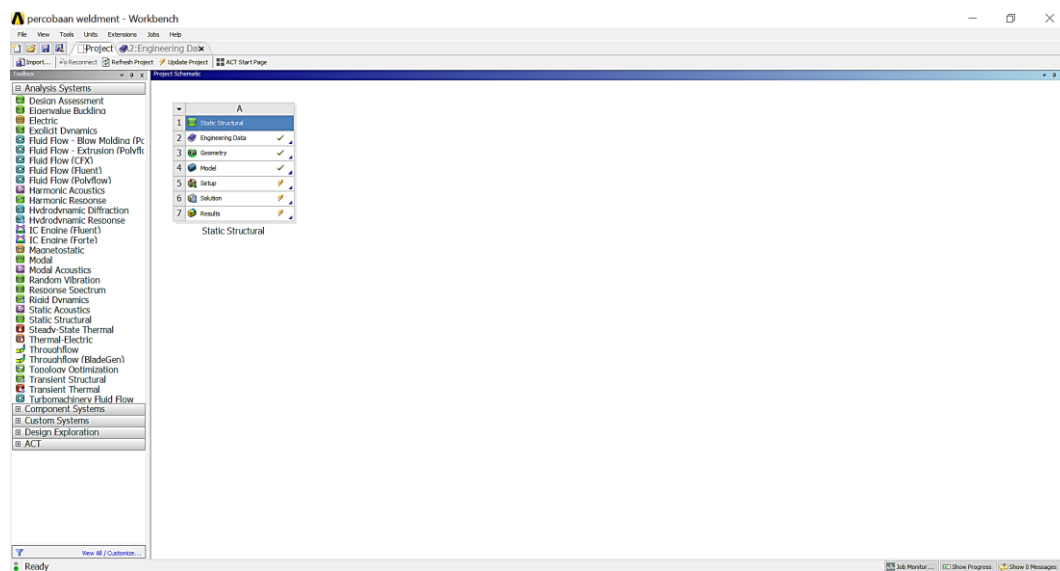 percobaan weldment - Workbench
File View Tools Units Extensions Jobs Help
Project A2:Engineering Data
Import... Reconnect Refresh Project Update Project ACT Start Page
Toolbox
Project Schematic
Analysis Systems
Design Assessment
Eigenvalue Buckling
Electric
Explicit Dynamics
Fluid Flow - Blow Molding (Po
Fluid Flow - Extrusion (Polyflo
Fluid Flow (CFX)
Fluid Flow (Fluent)
Fluid Flow (Polyflow)
Harmonic Acoustics
Harmonic Response
Hydrodynamic Diffraction
Hydrodynamic Response
IC Engine (Fluent)
IC Engine (Forte)
Magnetostatic
Modal
Modal Acoustics
Random Vibration
Response Spectrum
Rigid Dynamics
Static Acoustics
Static Structural
Steady-State Thermal
Thermal-Electric
Throughflow
Throughflow (BladeGen)
Topology Optimization
Transient Structural
Transient Thermal
Turbomachinery Fluid Flow
Component Systems
Custom Systems
Design Exploration
ACT
View All / Customize...
A
1 Static Structural
2 Engineering Data
3 Geometry
4 Model
5 Setup
6 Solution
7 Results
Static Structural
Ready
Job Monitor... Show Progress Show 0 Messages